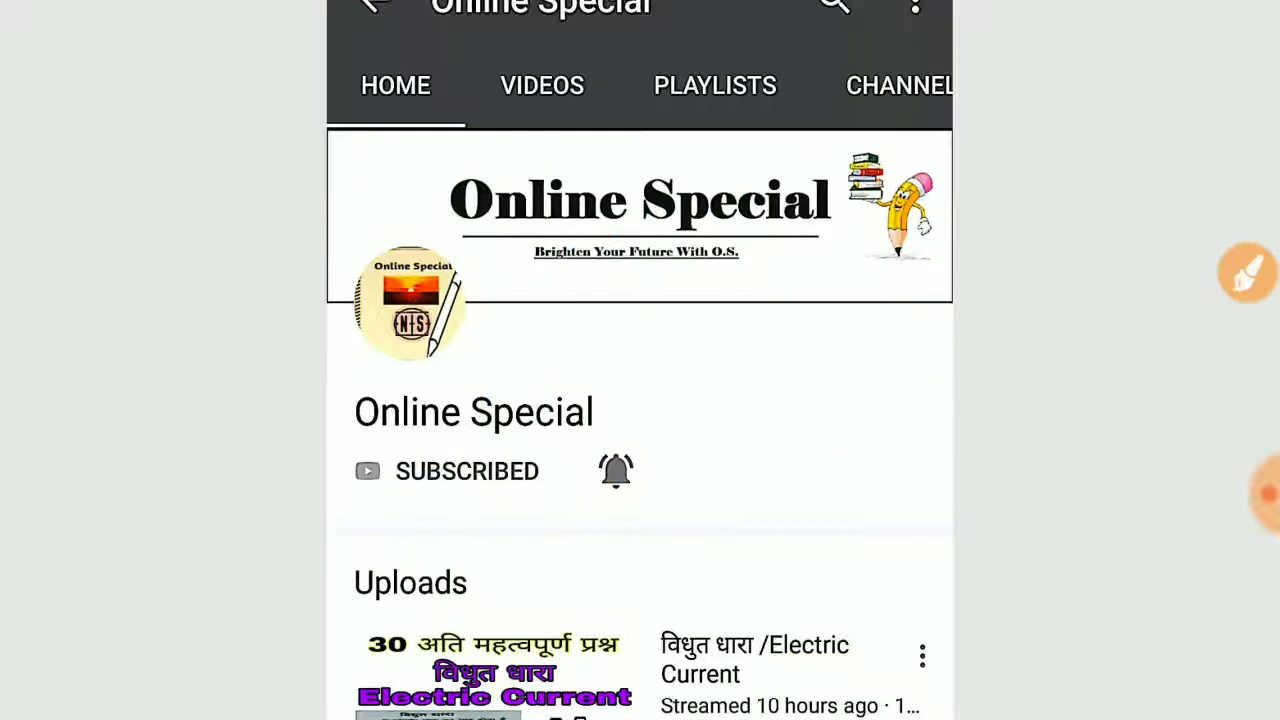 Online Special
HOME VIDEOS PLAYLISTS CHANNEL
Online Special
Brighten Your Future With O.S.
Online Special
NIS
Online Special
SUBSCRIBED
Uploads
30 अति महत्वपूर्ण प्रश्न
विधुत धारा
Electric Current
विधुत धारा /Electric
Current
Streamed 10 hours ago · 1...